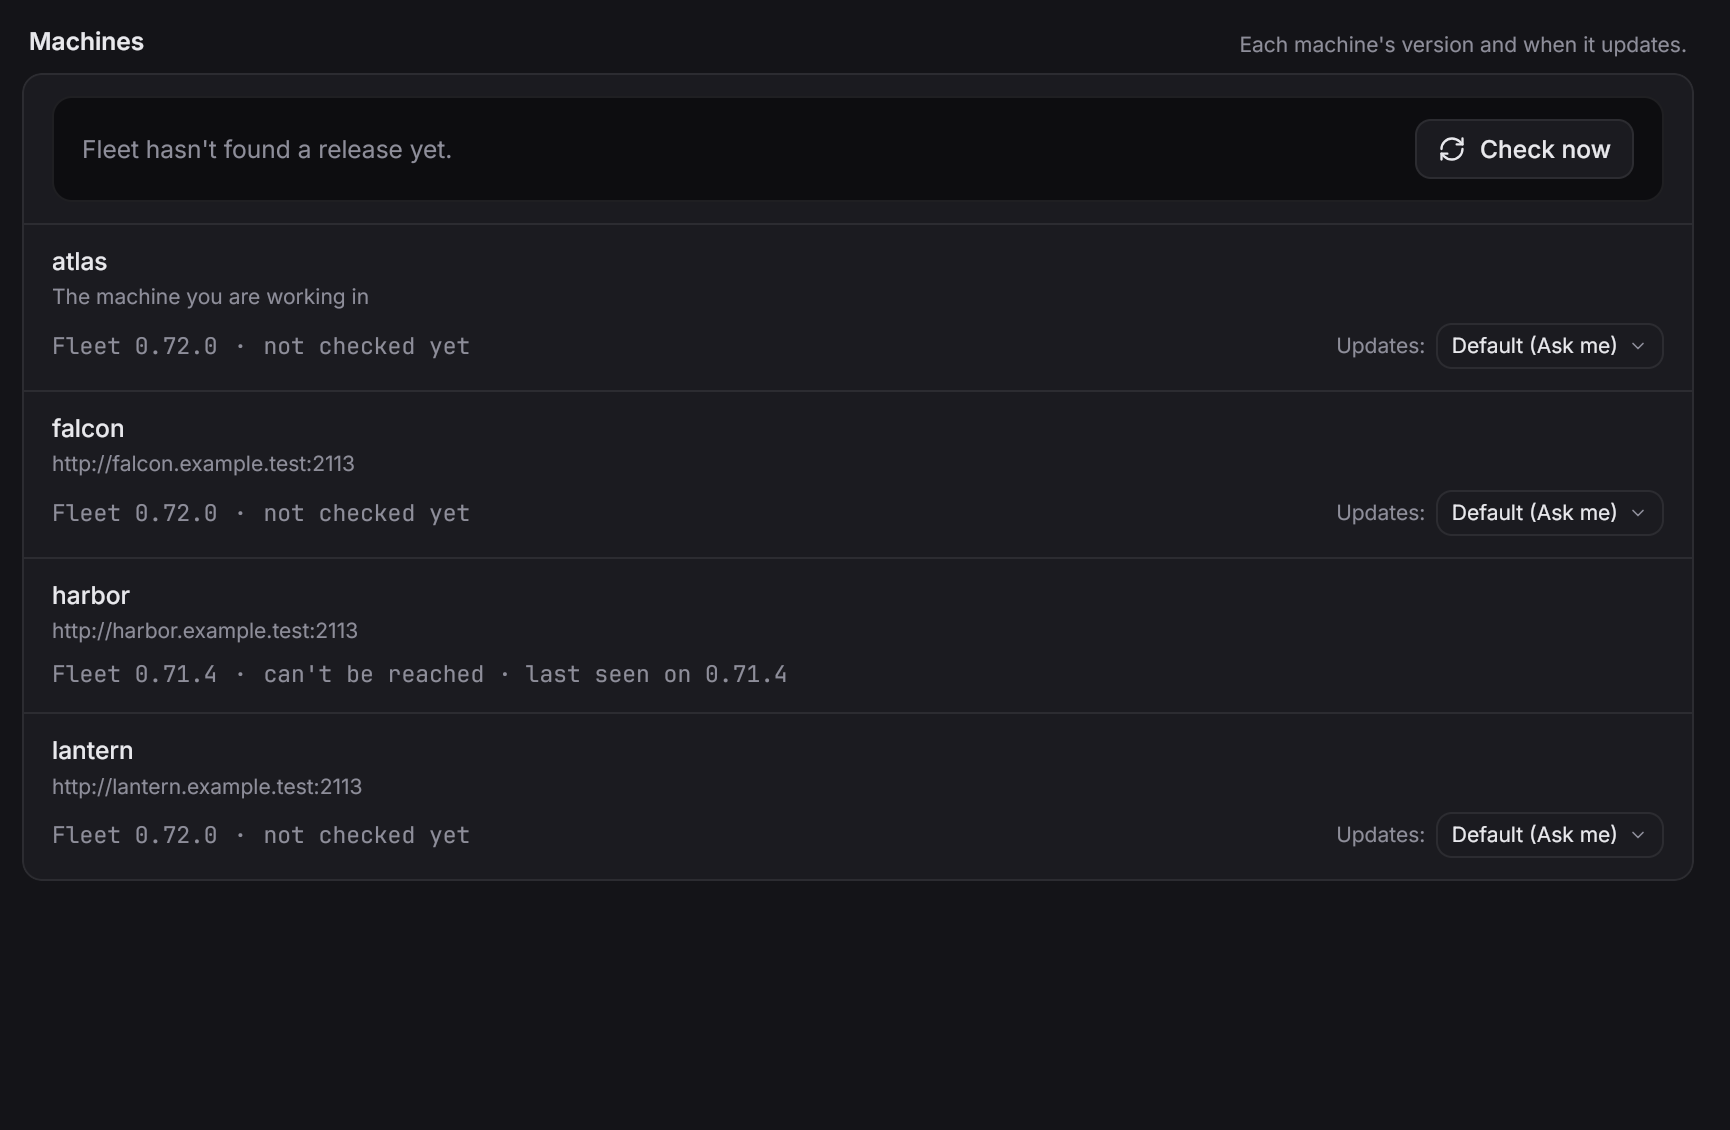 Machines
Each machine's version and when it updates.
Fleet hasn't found a release yet.
Check now
atlas
The machine you are working in
Fleet 0.72.0 · not checked yet
Updates: Default (Ask me)
falcon
http://falcon.example.test:2113
Fleet 0.72.0 · not checked yet
Updates: Default (Ask me)
harbor
http://harbor.example.test:2113
Fleet 0.71.4 · can't be reached · last seen on 0.71.4
lantern
http://lantern.example.test:2113
Fleet 0.72.0 · not checked yet
Updates: Default (Ask me)